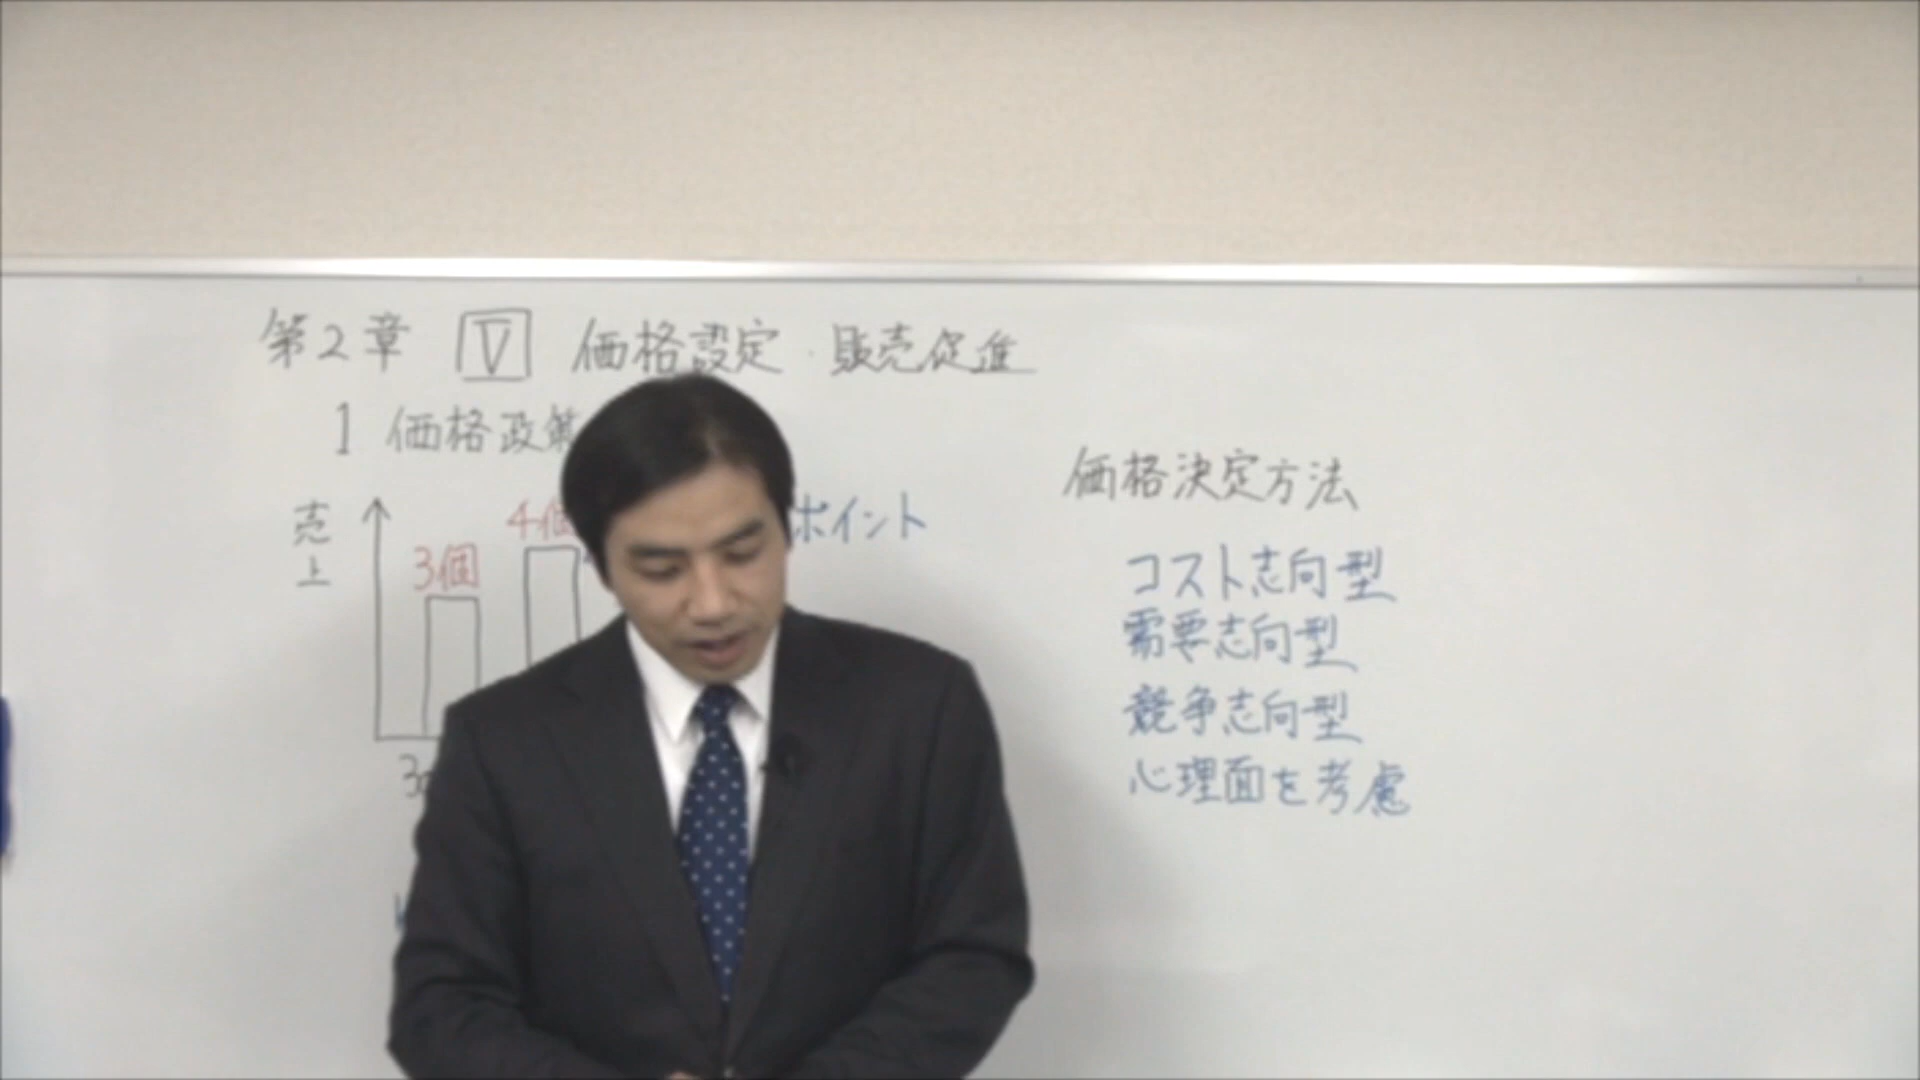 第2章 Ⅴ 価格設定・販売促進
1 価格政策
売上
3個
4個
ポイント
価格決定方法
コスト志向型
需要志向型
競争志向型
心理面を考慮